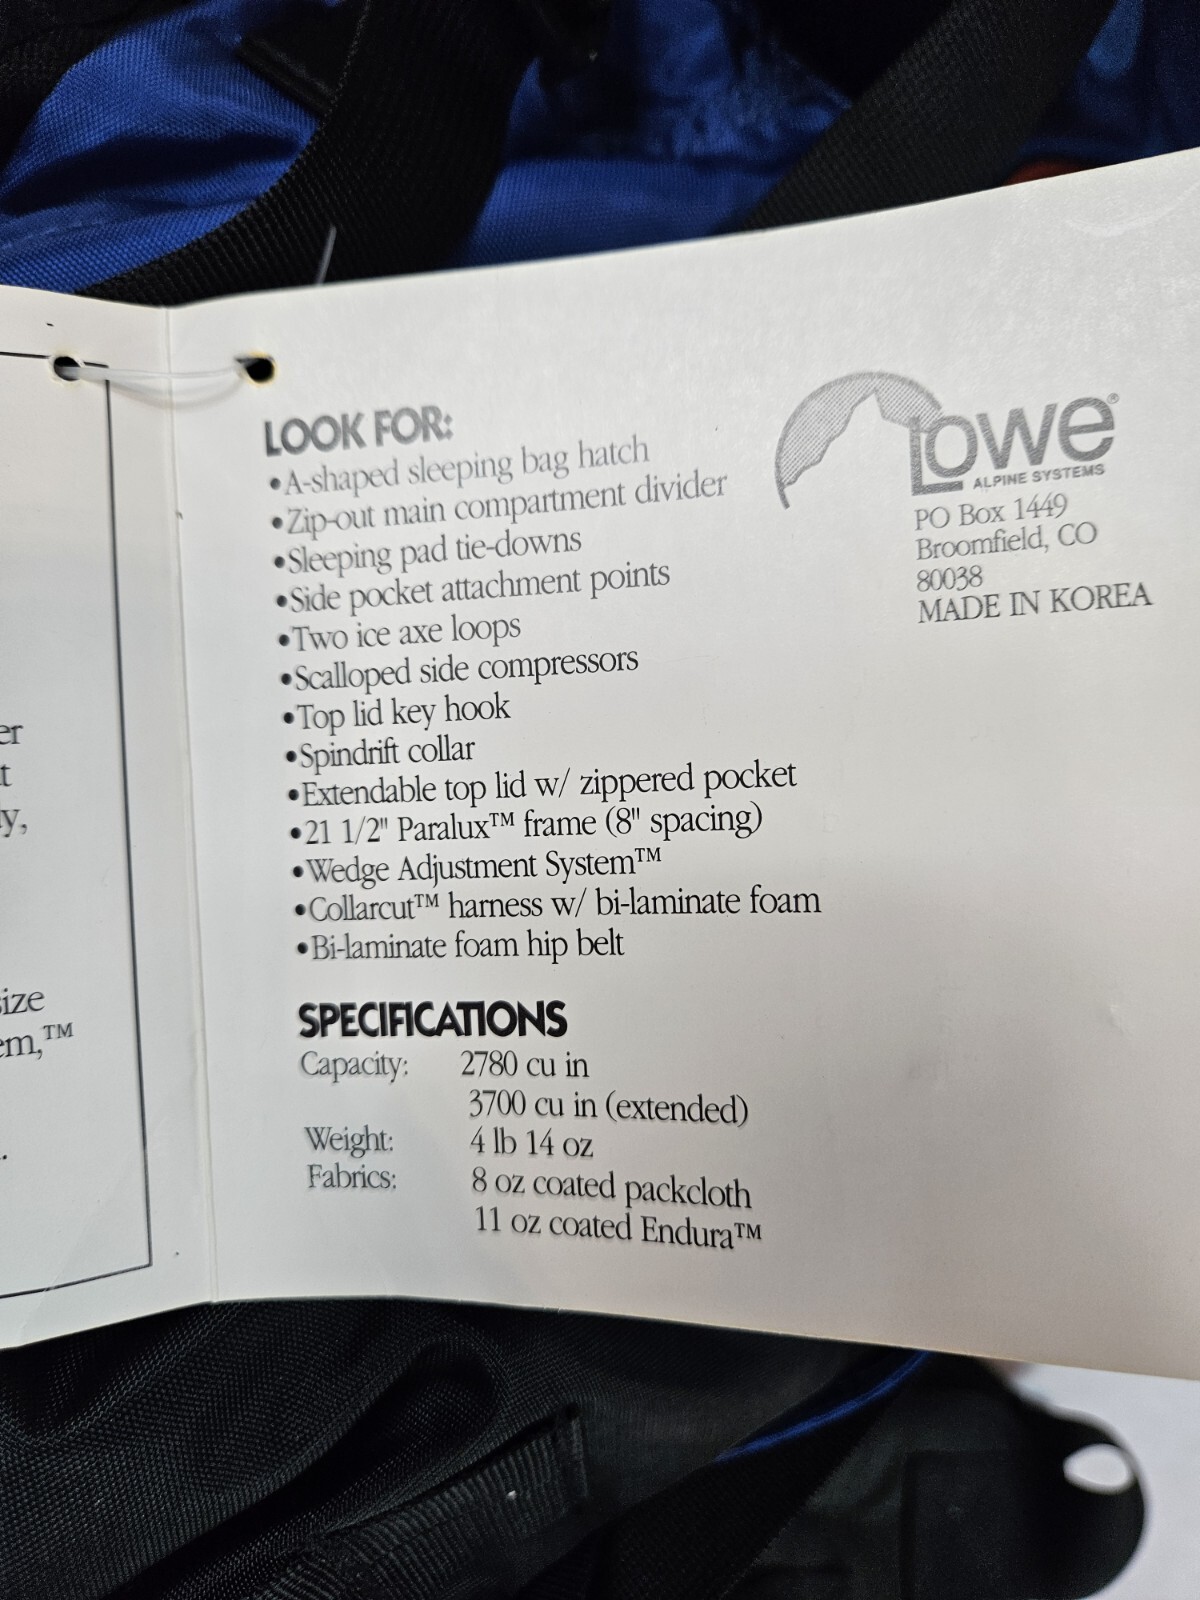 er
t
y,
size
em,™
.
LOOK FOR:
•A-shaped sleeping bag hatch
•Zip-out main compartment divider
•Sleeping pad tie-downs
•Side pocket attachment points
•Two ice axe loops
•Scalloped side compressors
•Top lid key hook
•Spindrift collar
•Extendable top lid w/ zippered pocket
•21 1/2" Paralux™ frame (8" spacing)
•Wedge Adjustment System™
•Collarcut™ harness w/ bi-laminate foam
•Bi-laminate foam hip belt
SPECIFICATIONS
Capacity: 2780 cu in
3700 cu in (extended)
Weight: 4 lb 14 oz
Fabrics: 8 oz coated packcloth
11 oz coated Endura™
Lowe®
ALPINE SYSTEMS
PO Box 1449
Broomfield, CO
80038
MADE IN KOREA